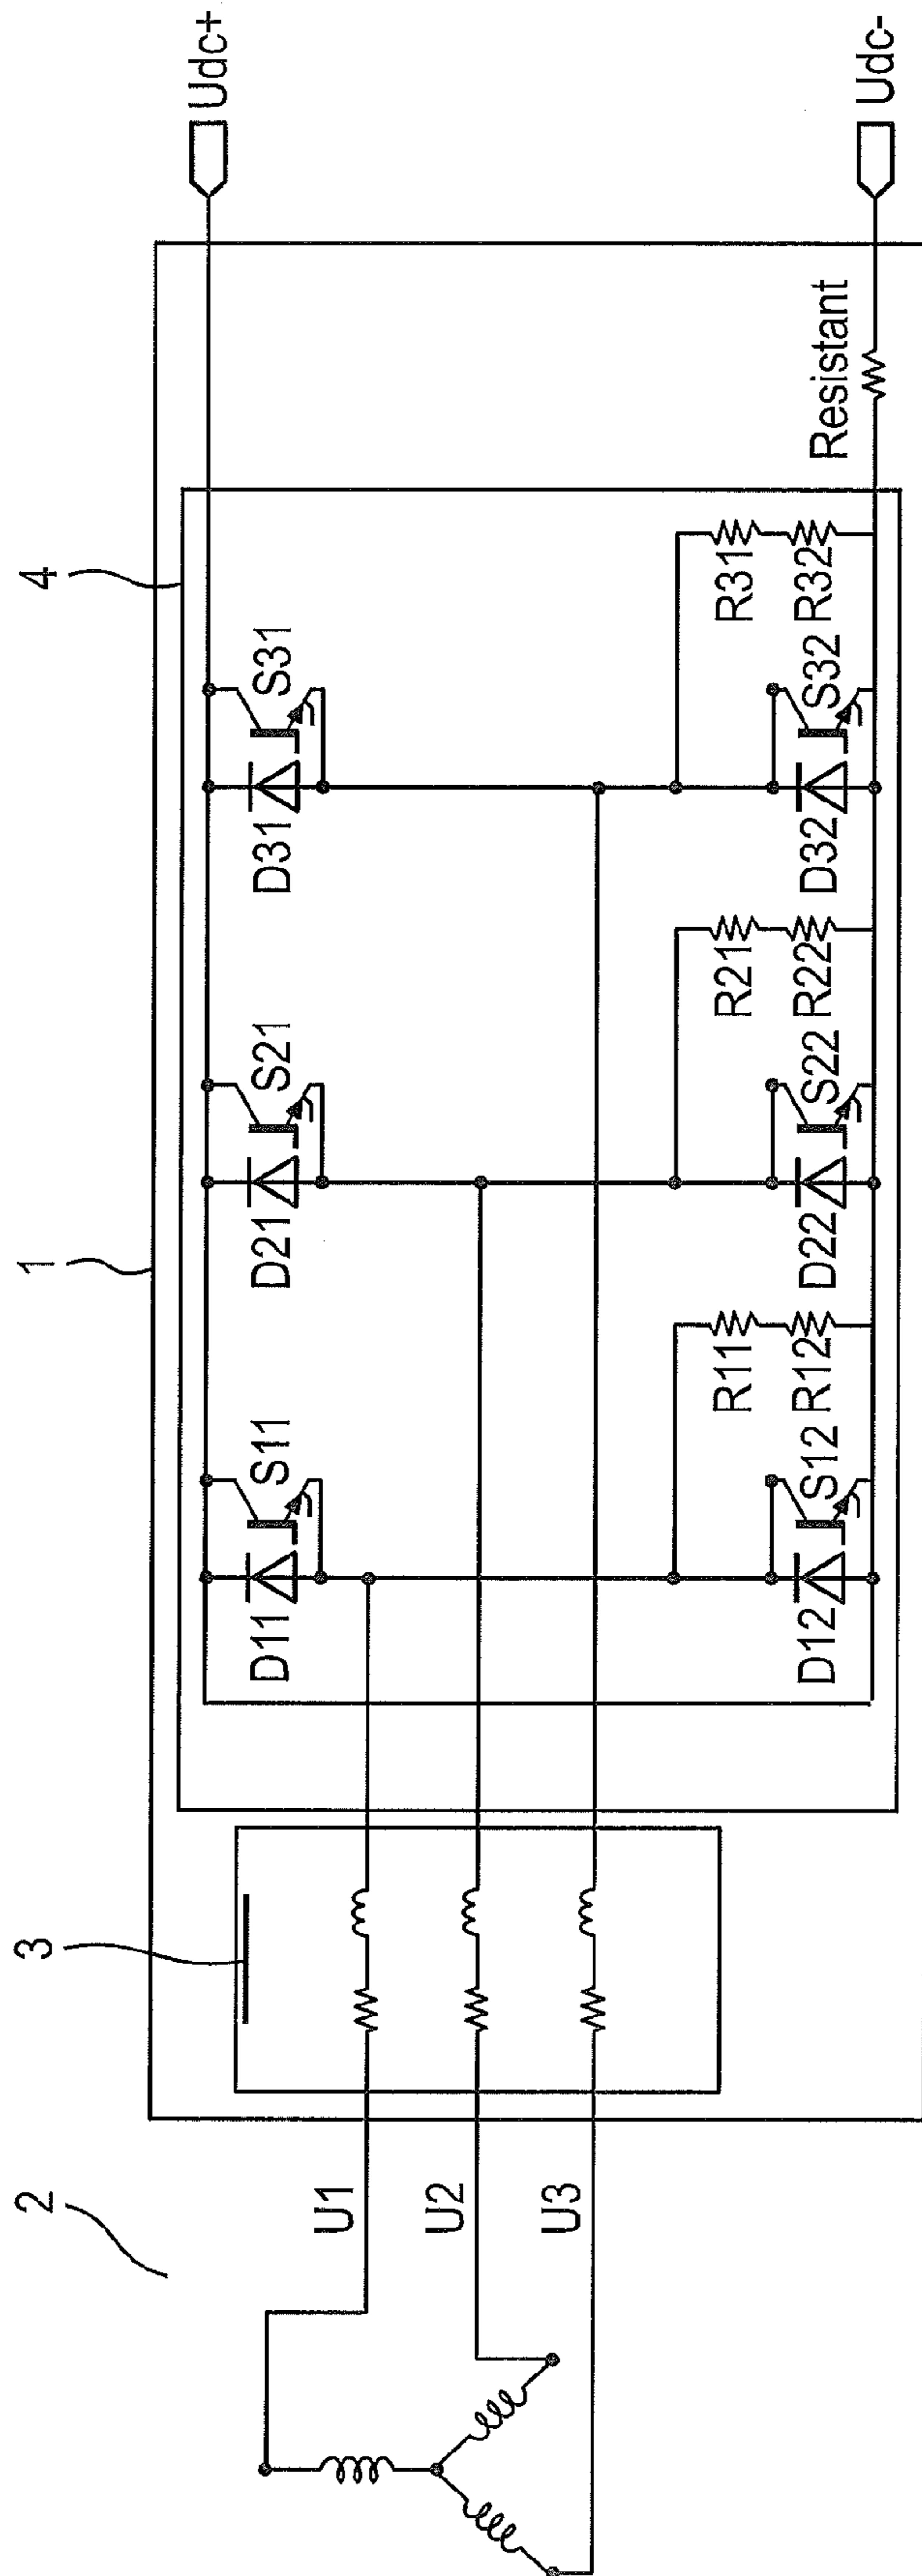 2
3
1
4
U1
U2
U3
D11
S11
D21
S21
D31
S31
R11
R21
R31
D12
S12
R12
D22
S22
R22
D32
S32
R32
Resistant
Udc+
Udc-